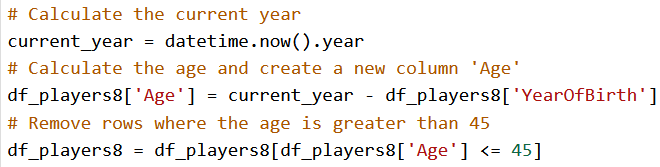 # Calculate the current year
current_year = datetime.now().year
# Calculate the age and create a new column 'Age'
df_players8['Age'] = current_year - df_players8['YearOfBirth']
# Remove rows where the age is greater than 45
df_players8 = df_players8[df_players8['Age'] <= 45]